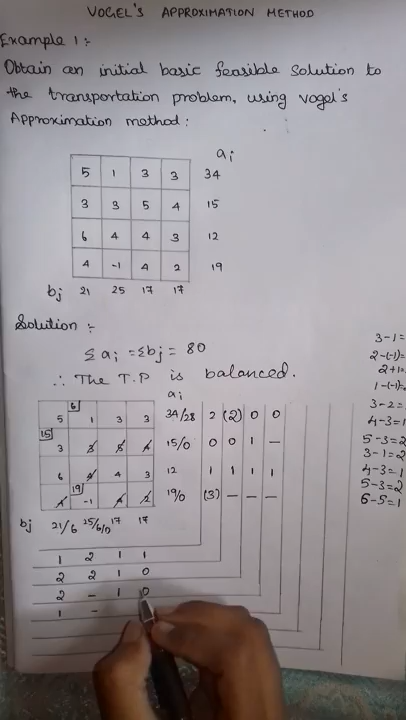 VOGEL'S APPROXIMATION METHOD
Example 1:-
Obtain an initial basic feasible solution to
the transportation problem, using vogel's
Approximation method:
ai
5 1 3 3 34
3 3 5 4 15
6 4 4 3 12
4 -1 4 2 19
bj 21 25 17 17
Solution :-
Σ ai = Σ bj = 80
∴ The T.P is balanced.
ai
6
5 1 3 3 34/28 2 (2) 0 0
15
3 3 5 4 15/0 0 0 1 -
6 4 4 3 12 1 1 1 1
19
4 -1 4 2 19/0 (3) - - -
bj 21/6 25/6/0 17 17
1 2 1 1
2 2 1 0
2 - 1 0
1 -
3-1=
2-(-1)=
2+1=
1-(-1)=
3-2=
4-3=1
5-3=2
3-1=2
4-3=1
5-3=2
6-5=1